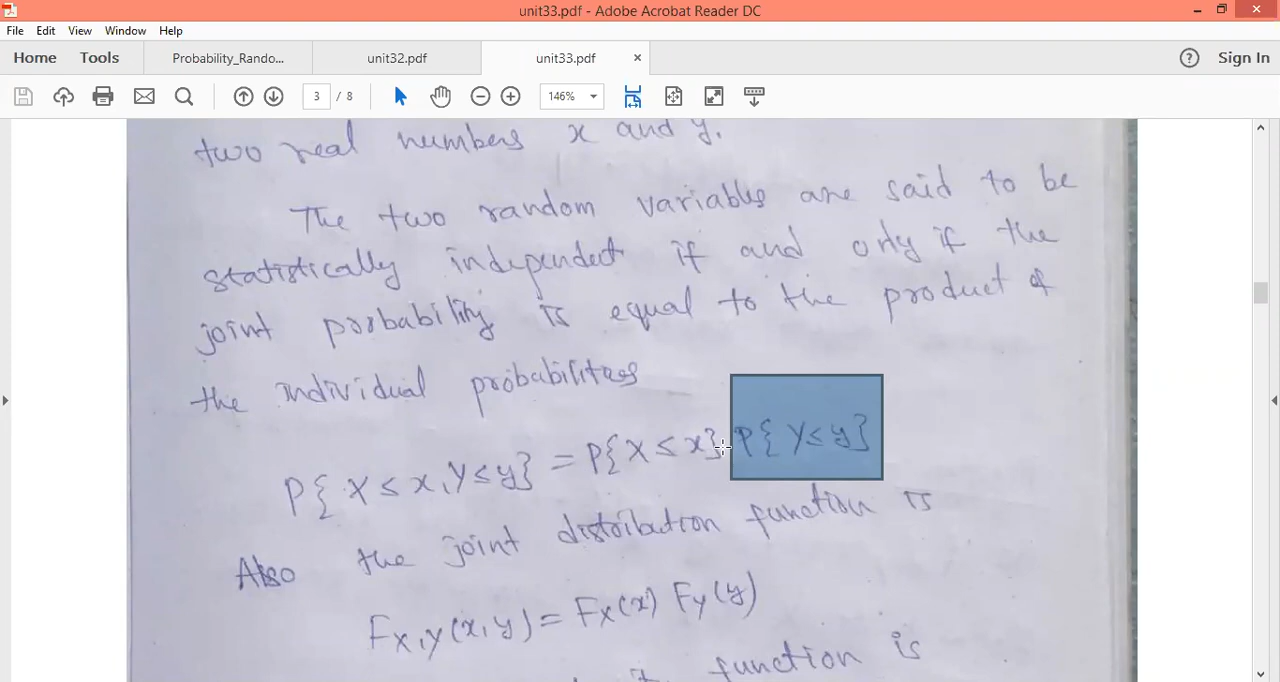 unit33.pdf - Adobe Acrobat Reader DC
File Edit View Window Help
Home Tools Probability_Rando... unit32.pdf unit33.pdf × ? Sign In
3 / 8 146%
two real numbers x and y.
The two random variables are said to be
statistically independent if and only if the
joint probability is equal to the product of
the individual probabilities
P{X ≤ x, Y ≤ y} = P{X ≤ x} P{Y ≤ y}
Also the joint distribution function is
FX,Y(x,y) = FX(x) FY(y)
function is